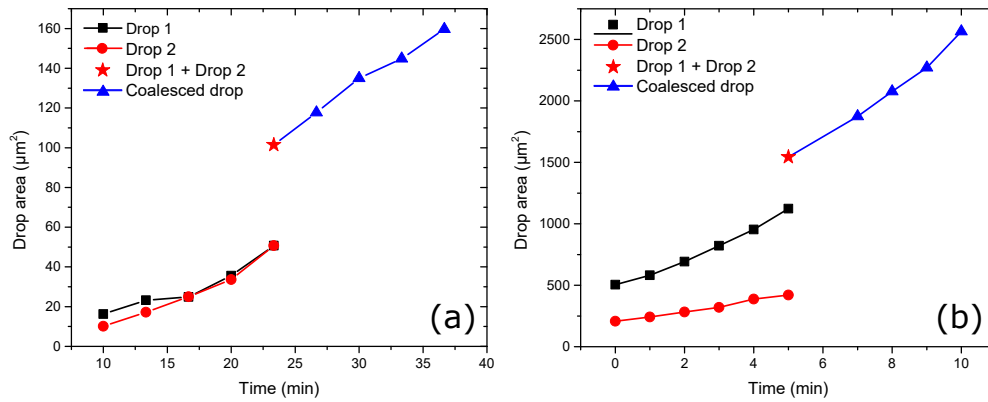 160
140
120
100
80
60
40
20
0
Drop area (µm²)
Drop 1
Drop 2
Drop 1 + Drop 2
Coalesced drop
(a)
10 15 20 25 30 35 40
Time (min)
2500
2000
1500
1000
500
0
Drop area (µm²)
Drop 1
Drop 2
Drop 1 + Drop 2
Coalesced drop
(b)
0 2 4 6 8 10
Time (min)